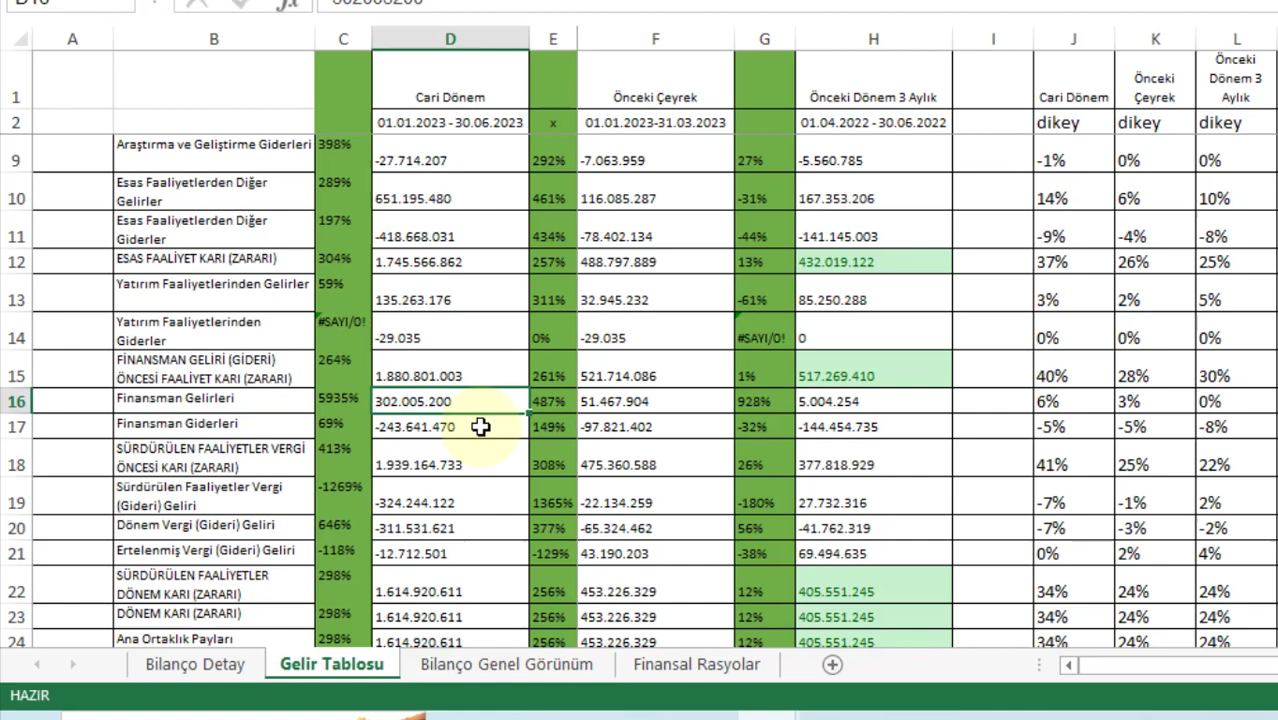 A B C D E F G H I J K L
1 Cari Dönem Önceki Çeyrek Önceki Dönem 3 Aylık Cari Dönem Önceki Çeyrek Önceki Dönem 3 Aylık
2 01.01.2023 - 30.06.2023 x 01.01.2023-31.03.2023 01.04.2022 - 30.06.2022 dikey dikey dikey
9 Araştırma ve Geliştirme Giderleri 398% -27.714.207 292% -7.063.959 27% -5.560.785 -1% 0% 0%
10 Esas Faaliyetlerden Diğer Gelirler 289% 651.195.480 461% 116.085.287 -31% 167.353.206 14% 6% 10%
11 Esas Faaliyetlerden Diğer Giderler 197% -418.668.031 434% -78.402.134 -44% -141.145.003 -9% -4% -8%
12 ESAS FAALİYET KARI (ZARARI) 304% 1.745.566.862 257% 488.797.889 13% 432.019.122 37% 26% 25%
13 Yatırım Faaliyetlerinden Gelirler 59% 135.263.176 311% 32.945.232 -61% 85.250.288 3% 2% 5%
14 Yatırım Faaliyetlerinden Giderler #SAYI/0! -29.035 0% -29.035 #SAYI/0! 0 0% 0% 0%
15 FİNANSMAN GELİRİ (GİDERİ) ÖNCESİ FAALİYET KARI (ZARARI) 264% 1.880.801.003 261% 521.714.086 1% 517.269.410 40% 28% 30%
16 Finansman Gelirleri 5935% 302.005.200 487% 51.467.904 928% 5.004.254 6% 3% 0%
17 Finansman Giderleri 69% -243.641.470 149% -97.821.402 -32% -144.454.735 -5% -5% -8%
18 SÜRDÜRÜLEN FAALİYETLER VERGİ ÖNCESİ KARI (ZARARI) 413% 1.939.164.733 308% 475.360.588 26% 377.818.929 41% 25% 22%
19 Sürdürülen Faaliyetler Vergi (Gideri) Geliri -1269% -324.244.122 1365% -22.134.259 -180% 27.732.316 -7% -1% 2%
20 Dönem Vergi (Gideri) Geliri 646% -311.531.621 377% -65.324.462 56% -41.762.319 -7% -3% -2%
21 Ertelenmiş Vergi (Gideri) Geliri -118% -12.712.501 -129% 43.190.203 -38% 69.494.635 0% 2% 4%
22 SÜRDÜRÜLEN FAALİYETLER DÖNEM KARI (ZARARI) 298% 1.614.920.611 256% 453.226.329 12% 405.551.245 34% 24% 24%
23 DÖNEM KARI (ZARARI) 298% 1.614.920.611 256% 453.226.329 12% 405.551.245 34% 24% 24%
24 Ana Ortaklık Payları 298% 1.614.920.611 256% 453.226.329 12% 405.551.245 34% 24% 24%
Bilanço Detay Gelir Tablosu Bilanço Genel Görünüm Finansal Rasyolar
HAZIR